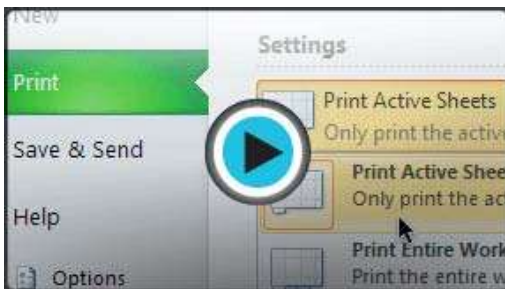 New
Print
Save & Send
Help
Options
Settings
Print Active Sheets
Only print the active
Print Active Shee
Only print the ac
Print Entire Work
Print the entire w